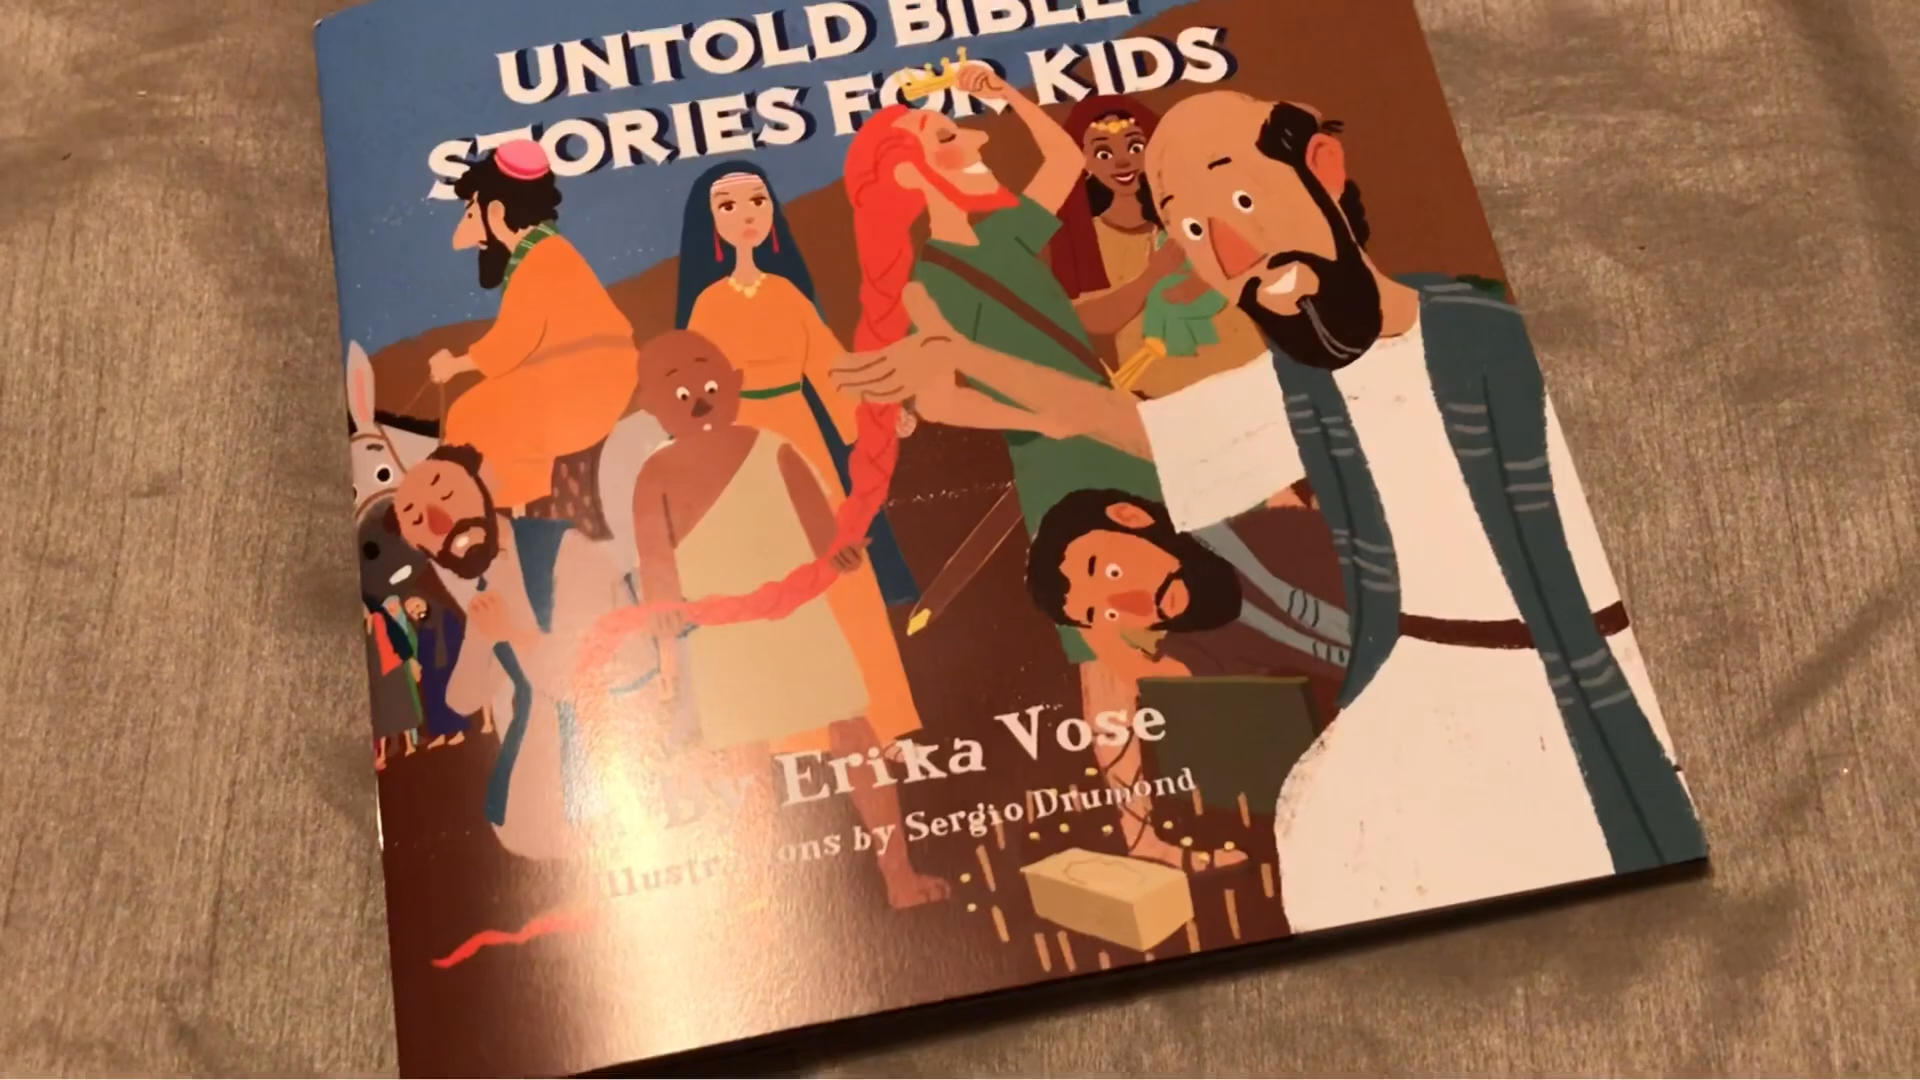 UNTOLD BIBLE
STORIES FOR KIDS
By Erika Vose
Illustrations by Sergio Drumond